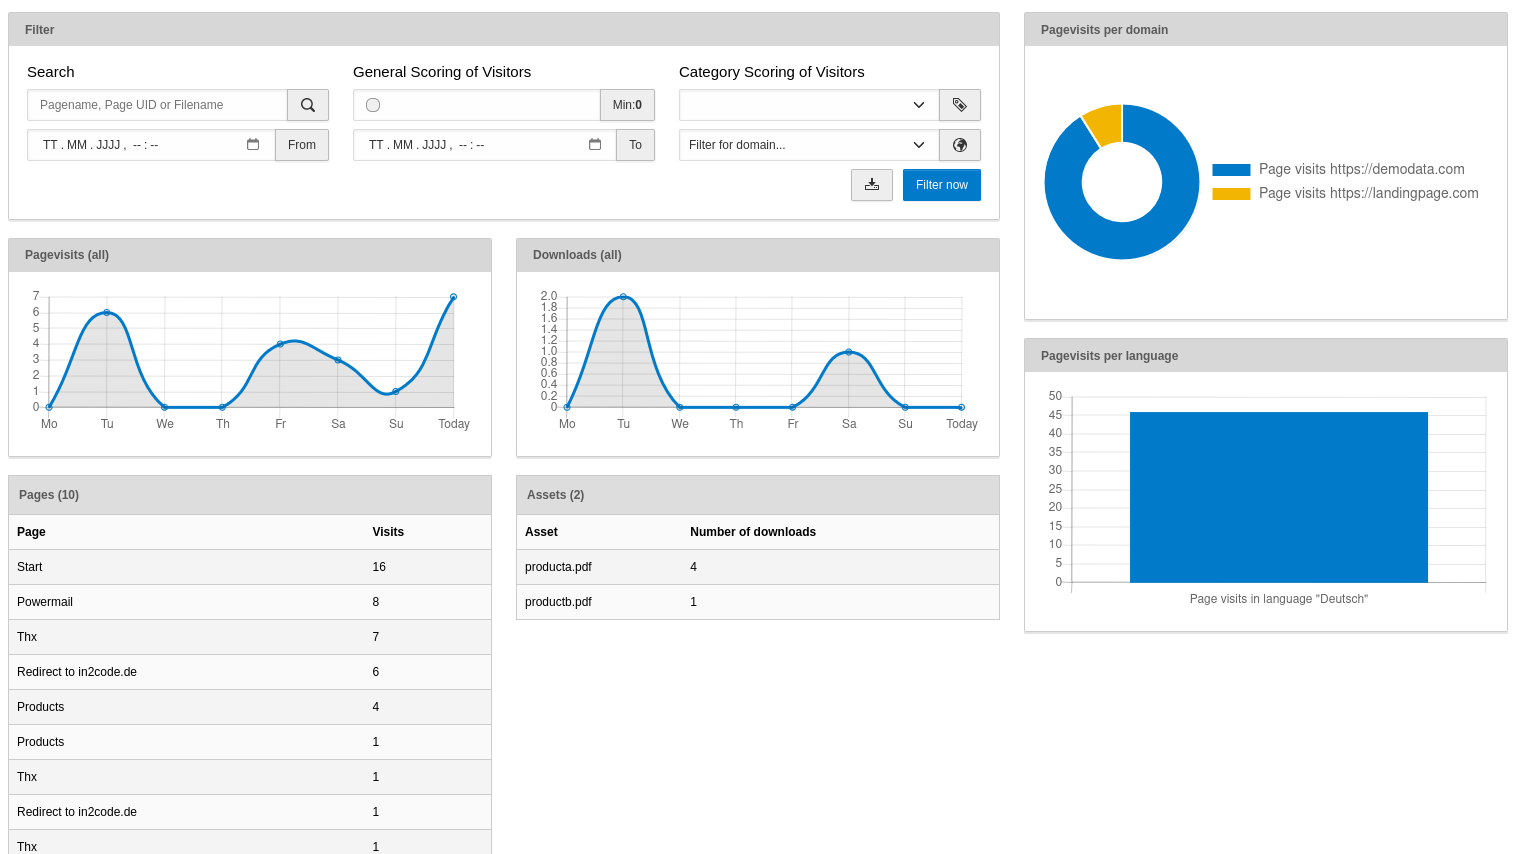 Filter
Search
General Scoring of Visitors
Category Scoring of Visitors
Pagename, Page UID or Filename
Min:0
TT . MM . JJJJ ,  -- : --
From
TT . MM . JJJJ ,  -- : --
To
Filter for domain...
Filter now
Pagevisits per domain
Page visits https://demodata.com
Page visits https://landingpage.com
Pagevisits (all)
7
6
5
4
3
2
1
0
Mo Tu We Th Fr Sa Su Today
Downloads (all)
2.0
1.8
1.6
1.4
1.2
1.0
0.8
0.6
0.4
0.2
0
Mo Tu We Th Fr Sa Su Today
Pagevisits per language
50
45
40
35
30
25
20
15
10
5
0
Page visits in language "Deutsch"
Pages (10)
Page Visits
Start 16
Powermail 8
Thx 7
Redirect to in2code.de 6
Products 4
Products 1
Thx 1
Redirect to in2code.de 1
Thx 1
Assets (2)
Asset Number of downloads
producta.pdf 4
productb.pdf 1